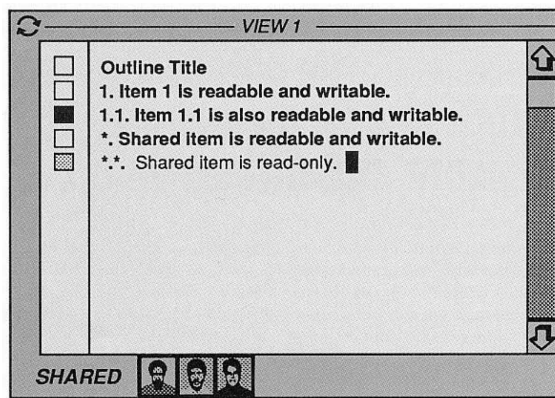 VIEW 1
Outline Title
1. Item 1 is readable and writable.
1.1. Item 1.1 is also readable and writable.
*. Shared item is readable and writable.
*.*. Shared item is read-only.
SHARED